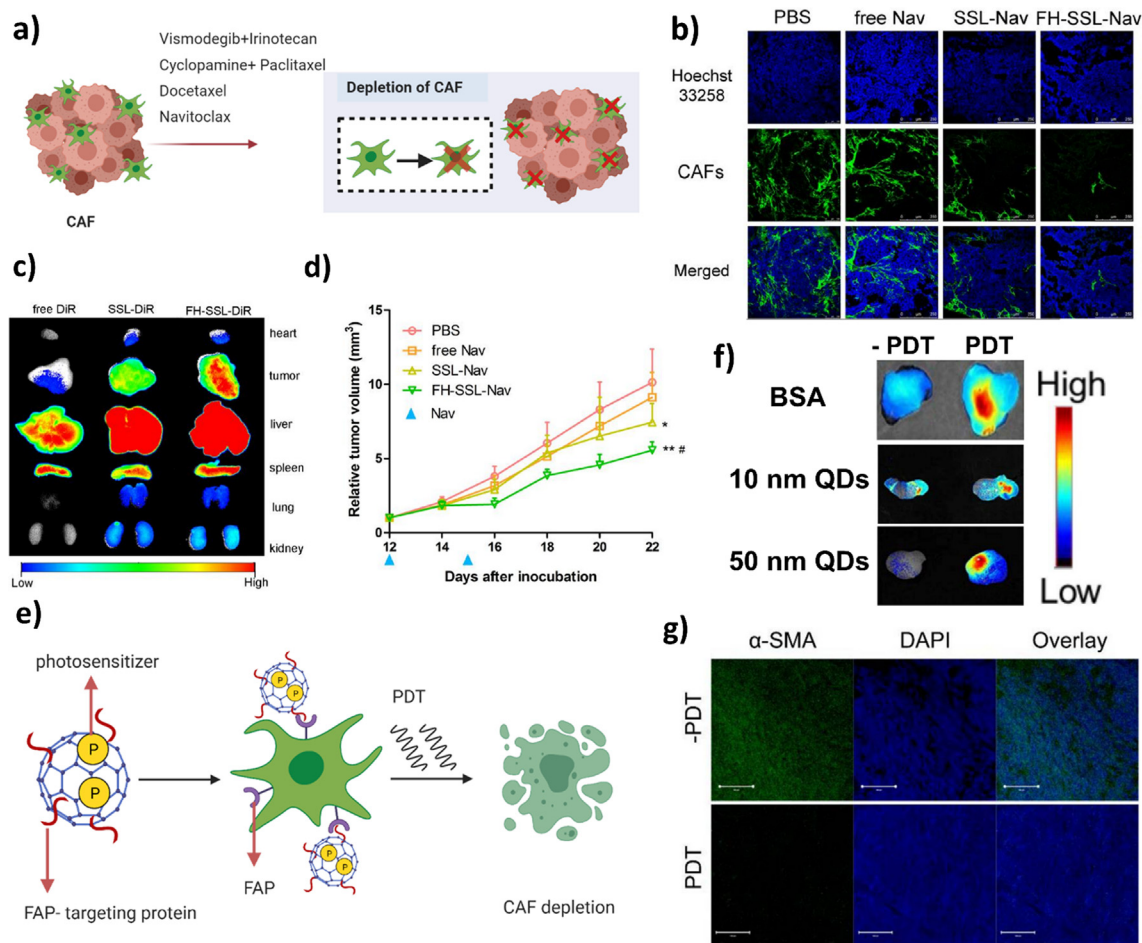 a)
Vismodegib+Irinotecan
Cyclopamine+ Paclitaxel
Docetaxel
Navitoclax
Depletion of CAF
CAF
b)
PBS free Nav SSL-Nav FH-SSL-Nav
Hoechst
33258
CAFs
Merged
c)
free DiR SSL-DiR FH-SSL-DiR
heart
tumor
liver
spleen
lung
kidney
Low High
d)
Relative tumor volume (mm3)
15
10
5
0
PBS
free Nav
SSL-Nav
FH-SSL-Nav
Nav
*
** #
12 14 16 18 20 22
Days after inocubation
e)
photosensitizer
P
P
FAP- targeting protein
FAP
PDT
CAF depletion
f)
- PDT PDT
BSA
10 nm QDs
50 nm QDs
High
Low
g)
α-SMA DAPI Overlay
-PDT
PDT